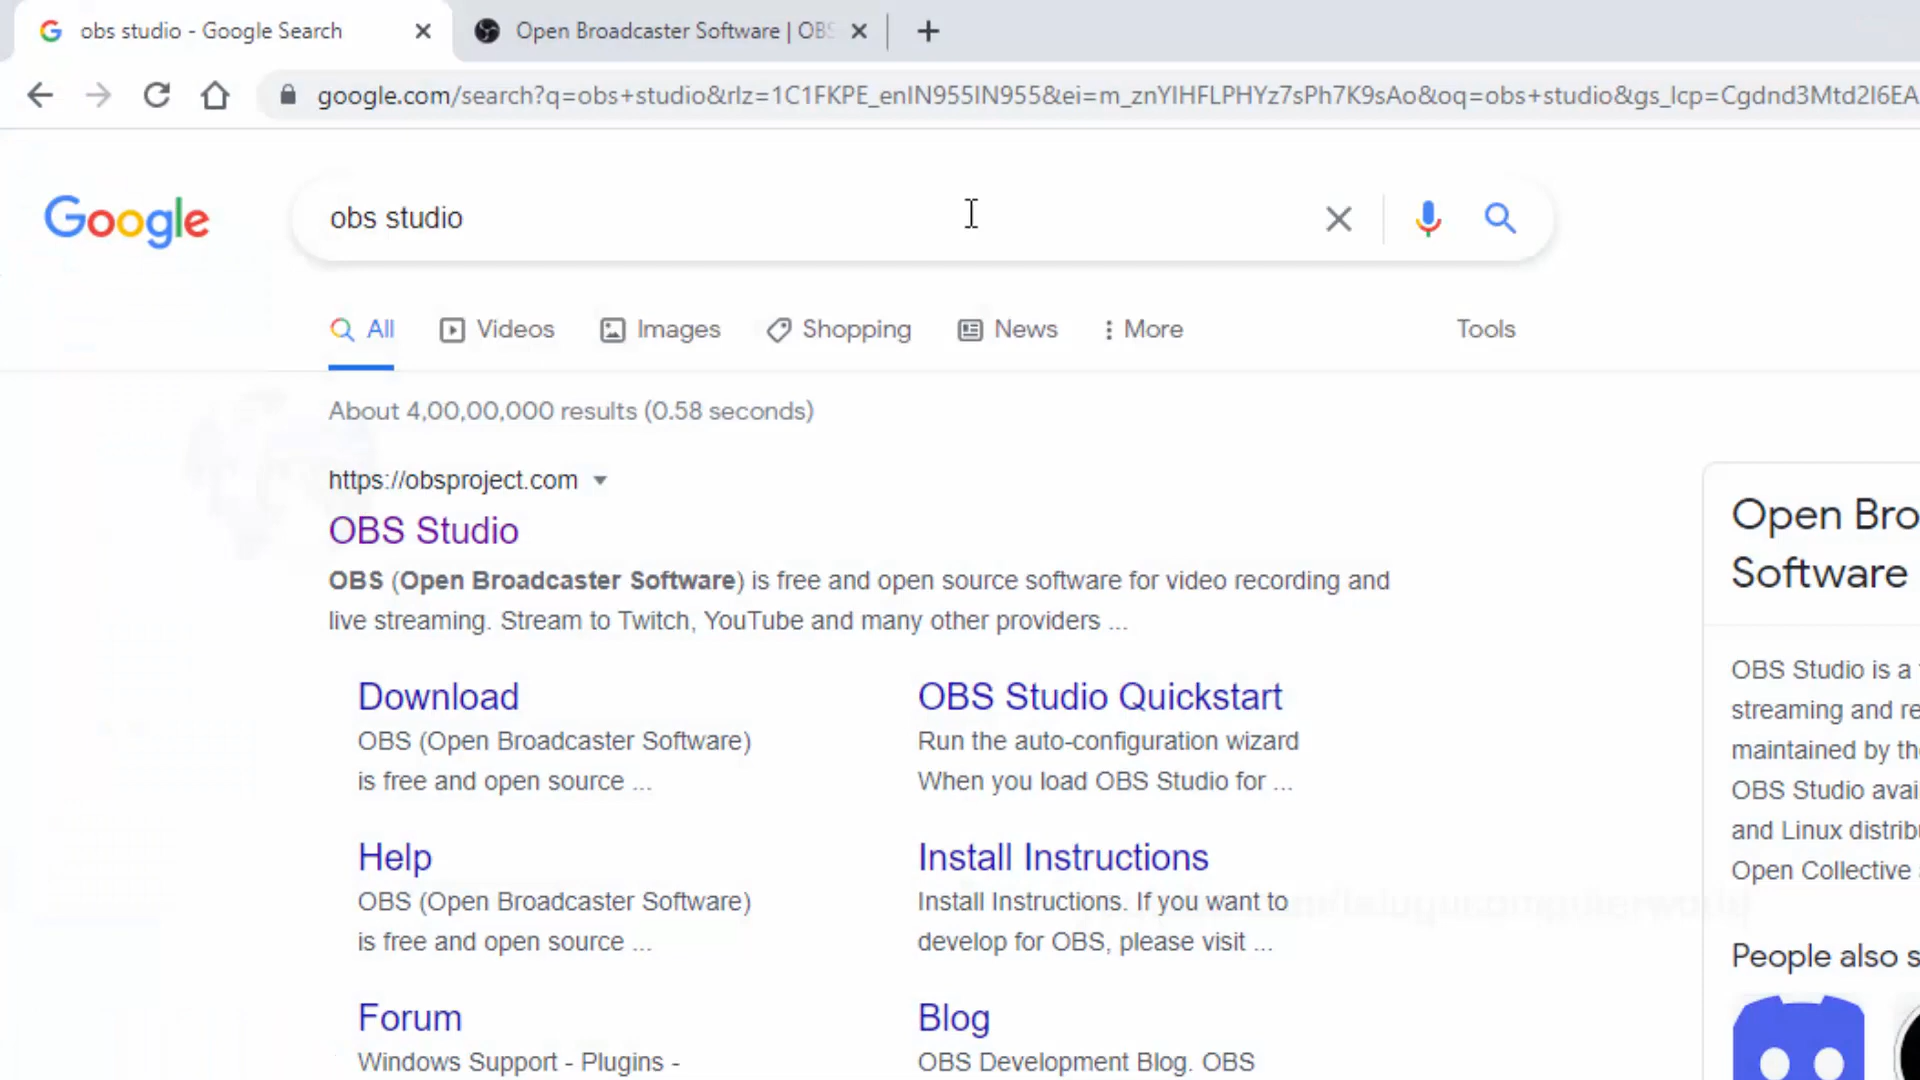 obs studio - Google Search
Open Broadcaster Software | OBS
google.com/search?q=obs+studio&rlz=1C1FKPE_enIN955IN955&ei=m_znYIHFLPHYz7sPh7K9sAo&oq=obs+studio&gs_lcp=Cgdnd3Mtd2l6EA
Google
obs studio
All
Videos
Images
Shopping
News
More
Tools
About 4,00,00,000 results (0.58 seconds)
https://obsproject.com
OBS Studio
OBS (Open Broadcaster Software) is free and open source software for video recording and
live streaming. Stream to Twitch, YouTube and many other providers ...
Download
OBS (Open Broadcaster Software)
is free and open source ...
OBS Studio Quickstart
Run the auto-configuration wizard
When you load OBS Studio for ...
Help
OBS (Open Broadcaster Software)
is free and open source ...
Install Instructions
Install Instructions. If you want to
develop for OBS, please visit ...
Forum
Windows Support - Plugins -
Blog
OBS Development Blog. OBS
Open Bro
Software
OBS Studio is a
streaming and re
maintained by th
OBS Studio avai
and Linux distrib
Open Collective
People also s